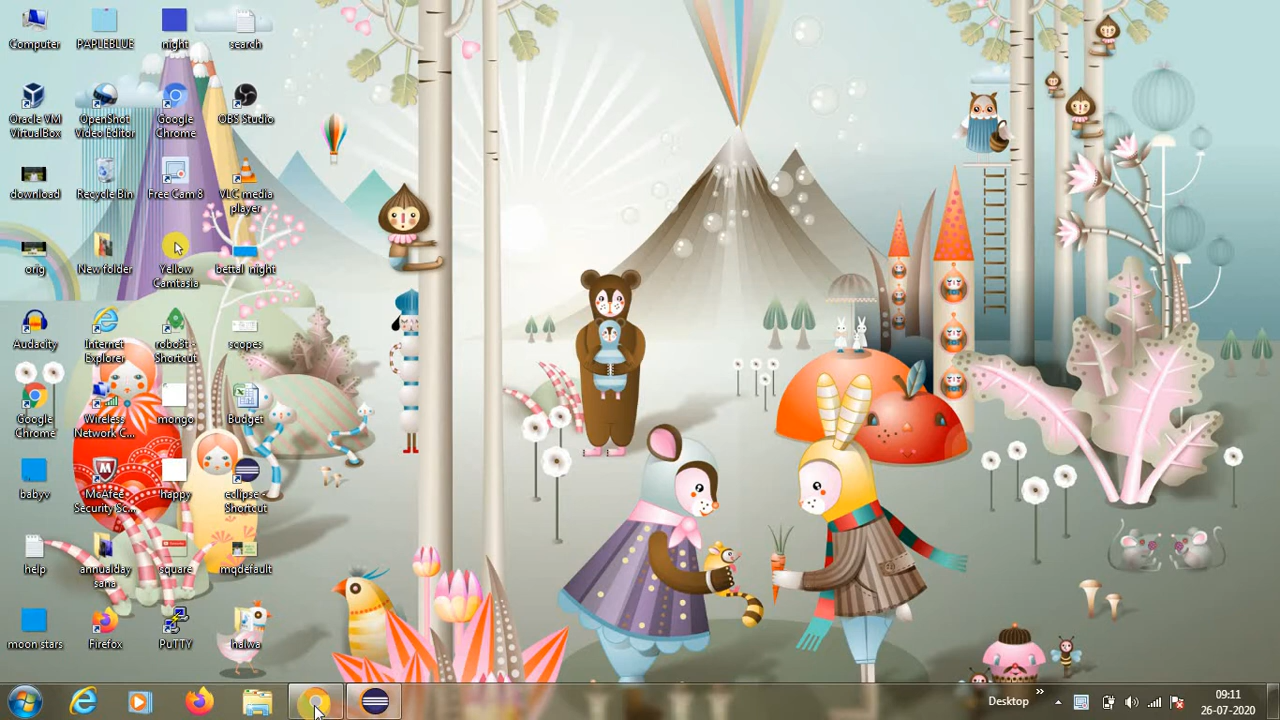 Computer
PAPLEBLUE
night
search
Oracle VM
VirtualBox
OpenShot
Video Editor
Google
Chrome
OBS Studio
download
Recycle Bin
Free Cam 8
VLC media
player
orig
New folder
Yellow
Camtasia
bettal night
Audacity
Internet
Explorer
robo3t -
Shortcut
scopes
Google
Chrome
Wireless
Network C...
mongo
Budget
babyv
McAfee
Security Sc...
happy
eclipse -
Shortcut
help
annualday
sana
square
mqdefault
moon stars
Firefox
PuTTY
halwa
Desktop
09:11
26-07-2020